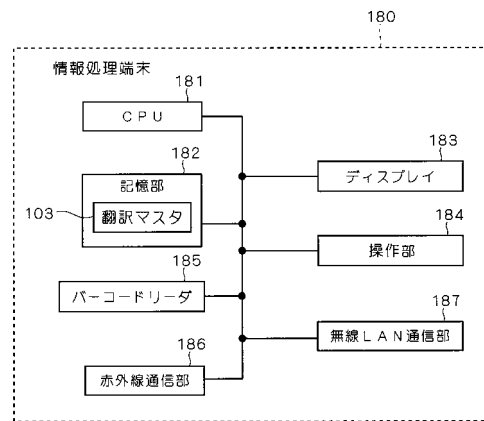 180
情報処理端末
181
CPU
182
記憶部
103
翻訳マスタ
183
ディスプレイ
184
操作部
185
バーコードリーダ
187
無線LAN通信部
186
赤外線通信部